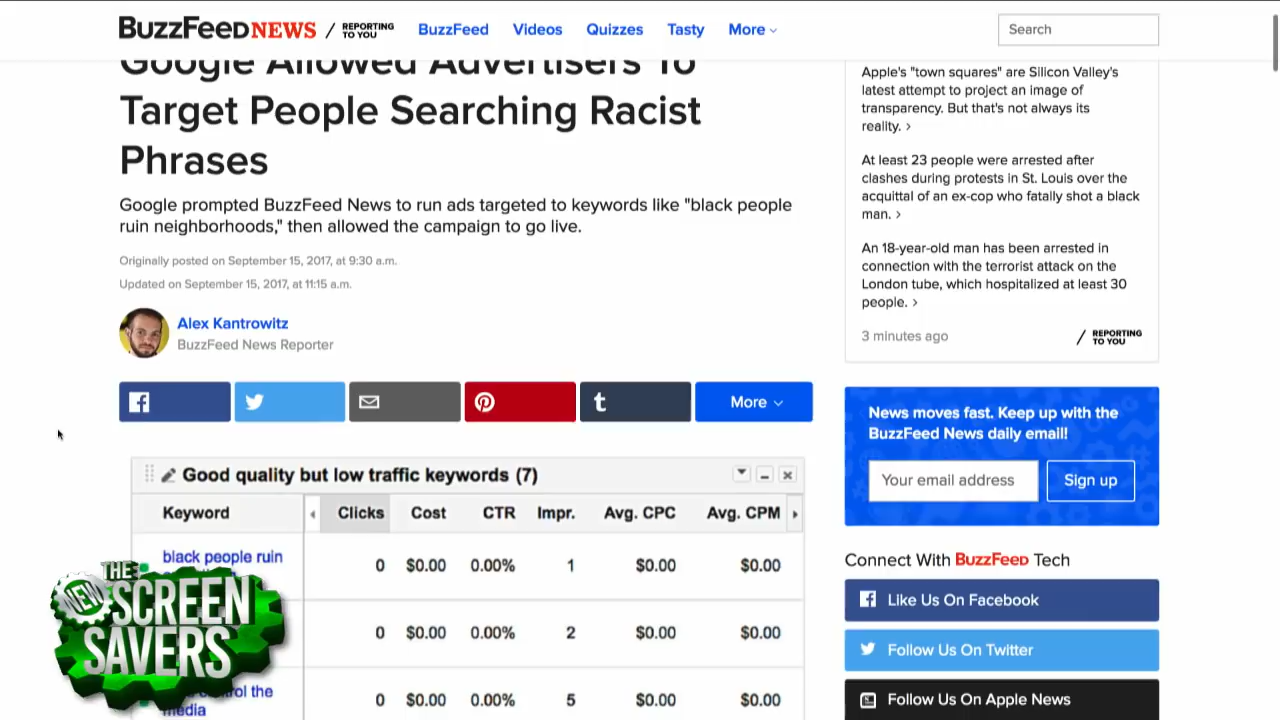 BuzzFeed NEWS / REPORTING TO YOU
BuzzFeed Videos Quizzes Tasty More
Search
Google Allowed Advertisers To
Target People Searching Racist
Phrases
Google prompted BuzzFeed News to run ads targeted to keywords like "black people
ruin neighborhoods," then allowed the campaign to go live.
Originally posted on September 15, 2017, at 9:30 a.m.
Updated on September 15, 2017, at 11:15 a.m.
Alex Kantrowitz
BuzzFeed News Reporter
More
Good quality but low traffic keywords (7)
Keyword Clicks Cost CTR Impr. Avg. CPC Avg. CPM
black people ruin
0 $0.00 0.00% 1 $0.00 $0.00
0 $0.00 0.00% 2 $0.00 $0.00
control the
media
0 $0.00 0.00% 5 $0.00 $0.00
THE
NEW
SCREEN
SAVERS
Apple's "town squares" are Silicon Valley's
latest attempt to project an image of
transparency. But that's not always its
reality. >
At least 23 people were arrested after
clashes during protests in St. Louis over the
acquittal of an ex-cop who fatally shot a black
man. >
An 18-year-old man has been arrested in
connection with the terrorist attack on the
London tube, which hospitalized at least 30
people. >
3 minutes ago
/ REPORTING TO YOU
News moves fast. Keep up with the
BuzzFeed News daily email!
Your email address
Sign up
Connect With BuzzFeed Tech
Like Us On Facebook
Follow Us On Twitter
Follow Us On Apple News